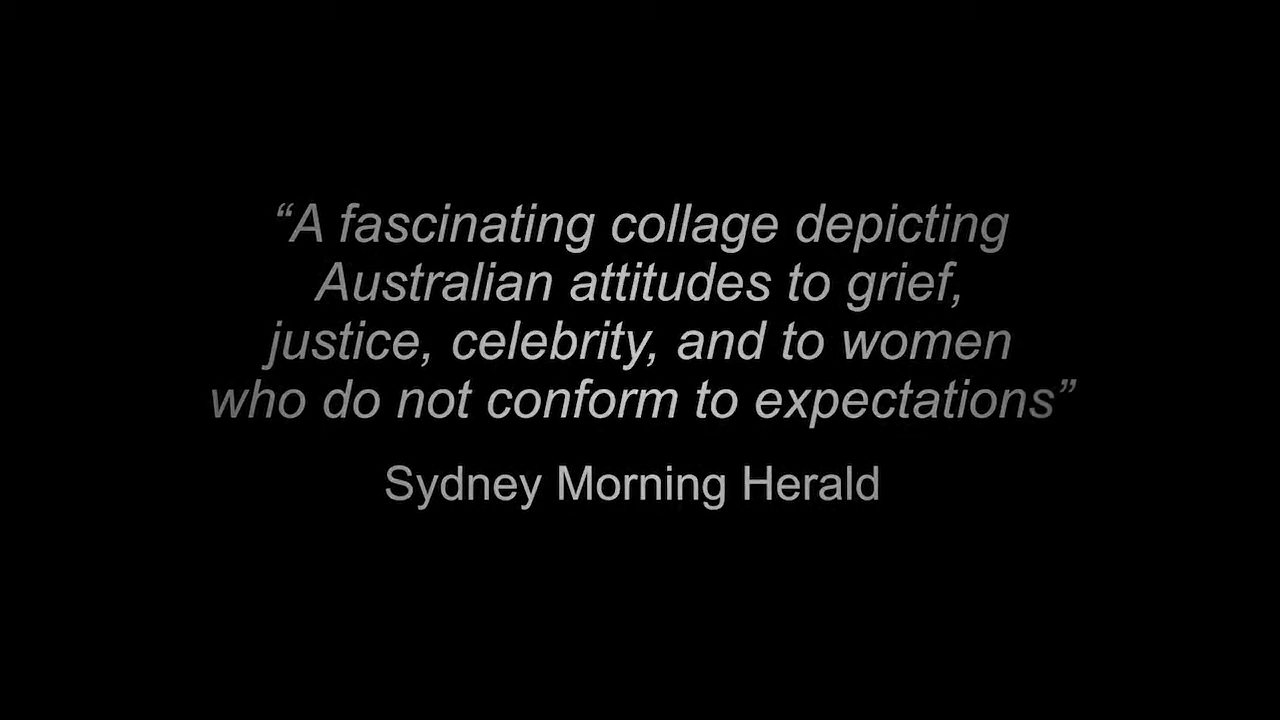 “A fascinating collage depicting
Australian attitudes to grief,
justice, celebrity, and to women
who do not conform to expectations”
Sydney Morning Herald